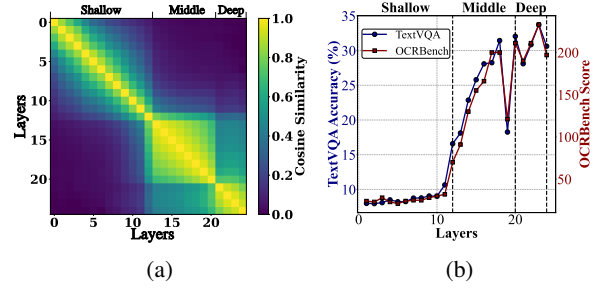 Shallow Middle Deep
0
5
10
15
20
Layers
0 5 10 15 20
Layers
1.0
0.8
0.6
0.4
0.2
0.0
Cosine Similarity
(a)
Shallow Middle Deep
TextVQA
OCRBench
35
30
25
20
15
10
TextVQA Accuracy (%)
200
150
100
50
OCRBench Score
0 10 20
Layers
(b)